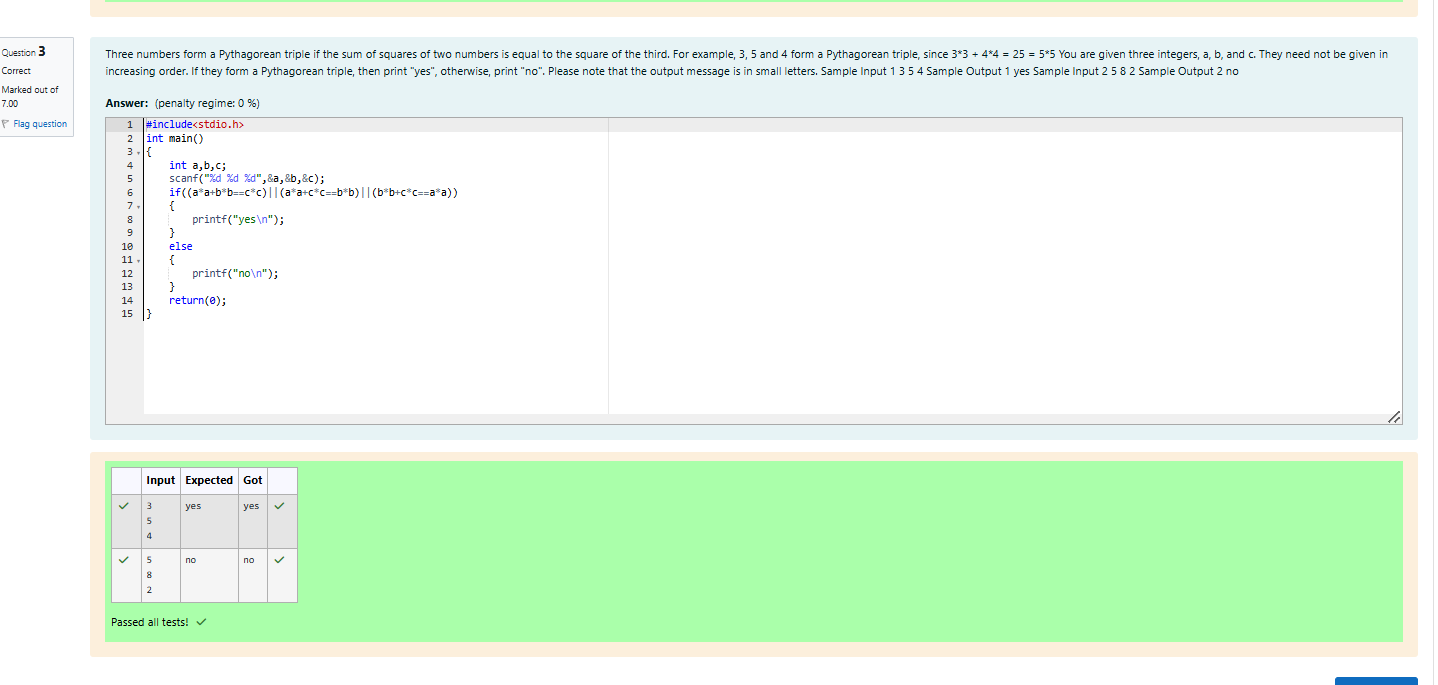 Question 3
Correct
Marked out of
7.00
Flag question
Three numbers form a Pythagorean triple if the sum of squares of two numbers is equal to the square of the third. For example, 3, 5 and 4 form a Pythagorean triple, since 3*3 + 4*4 = 25 = 5*5 You are given three integers, a, b, and c. They need not be given in
increasing order. If they form a Pythagorean triple, then print "yes", otherwise, print "no". Please note that the output message is in small letters. Sample Input 1 3 5 4 Sample Output 1 yes Sample Input 2 5 8 2 Sample Output 2 no
Answer: (penalty regime: 0 %)
1 #include<stdio.h>
2 int main()
3 {
4 int a,b,c;
5 scanf("%d %d %d",&a,&b,&c);
6 if((a*a+b*b==c*c)||(a*a+c*c==b*b)||(b*b+c*c==a*a))
7 {
8 printf("yes\n");
9 }
10 else
11 {
12 printf("no\n");
13 }
14 return(0);
15 }
Input Expected Got
3 yes yes
5
4
5 no no
8
2
Passed all tests!